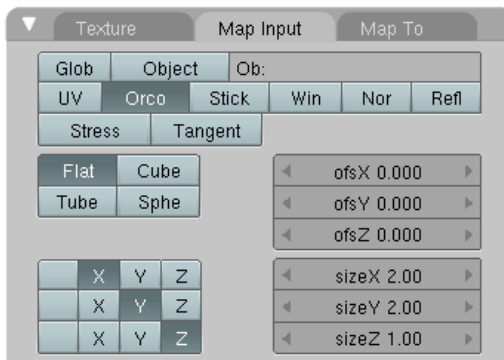 Texture Map Input Map To
Glob Object Ob:
UV Orco Stick Win Nor Refl
Stress Tangent
Flat Cube ofsX 0.000
Tube Sphe ofsY 0.000
ofsZ 0.000
X Y Z sizeX 2.00
X Y Z sizeY 2.00
X Y Z sizeZ 1.00